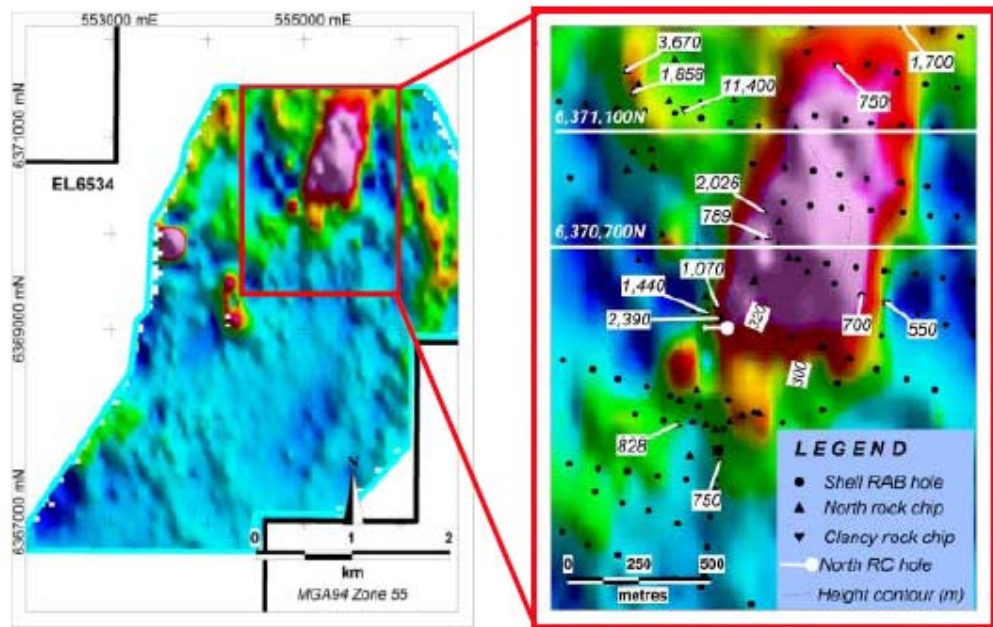 553000 mE
555000 mE
6371000 mN
EL6534
6369000 mN
6367000 mN
0 1 2
km
MGA94 Zone 55
3,670
1,858
11,400
1,700
750
6,371,100N
2,026
789
6,370,700N
1,070
1,440
2,390
320
700
550
300
828
750
0 250 500
metres
LEGEND
Shell RAB hole
North rock chip
Clancy rock chip
North RC hole
Height contour (m)